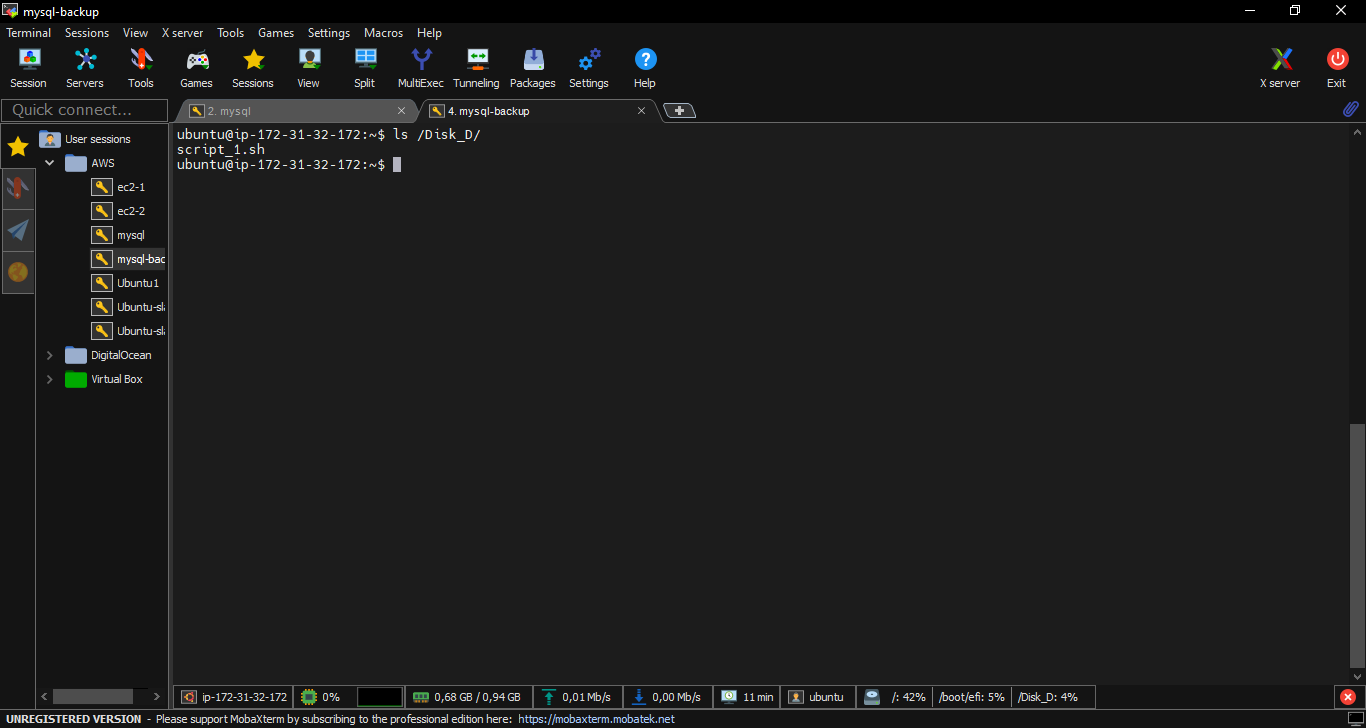 mysql-backup
Terminal Sessions View X server Tools Games Settings Macros Help
Session Servers Tools Games Sessions View Split MultiExec Tunneling Packages Settings Help X server Exit
Quick connect... 2. mysql 4. mysql-backup
User sessions
AWS
ec2-1
ec2-2
mysql
mysql-bac
Ubuntu1
Ubuntu-sl
Ubuntu-sl
DigitalOcean
Virtual Box
ubuntu@ip-172-31-32-172:~$ ls /Disk_D/
script_1.sh
ubuntu@ip-172-31-32-172:~$
ip-172-31-32-172 0% 0,68 GB / 0,94 GB 0,01 Mb/s 0,00 Mb/s 11 min ubuntu /: 42% /boot/efi: 5% /Disk_D: 4%
UNREGISTERED VERSION - Please support MobaXterm by subscribing to the professional edition here: https://mobaxterm.mobatek.net